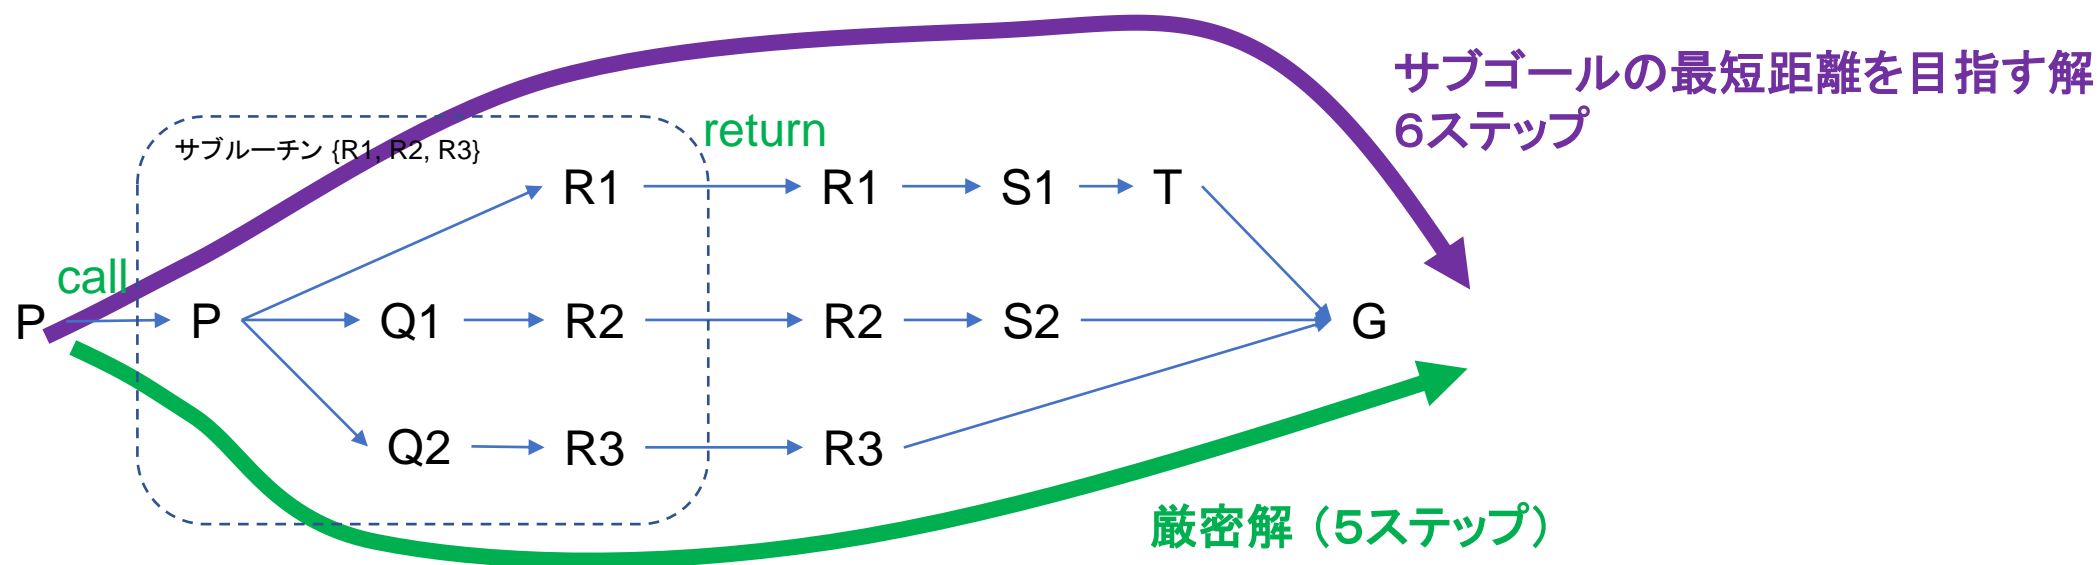 サブゴールの最短距離を目指す解
6ステップ
return
サブルーチン {R1, R2, R3}
R1 R1 S1 T
call
P P Q1 R2 R2 S2 G
Q2 R3 R3
厳密解（5ステップ）